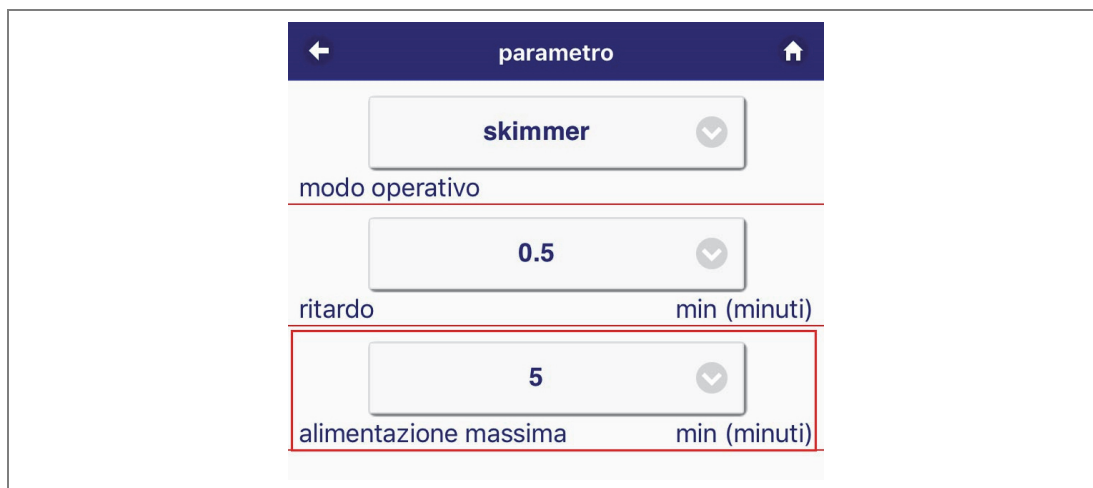 parametro
skimmer
modo operativo
0.5
ritardo min (minuti)
5
alimentazione massima min (minuti)